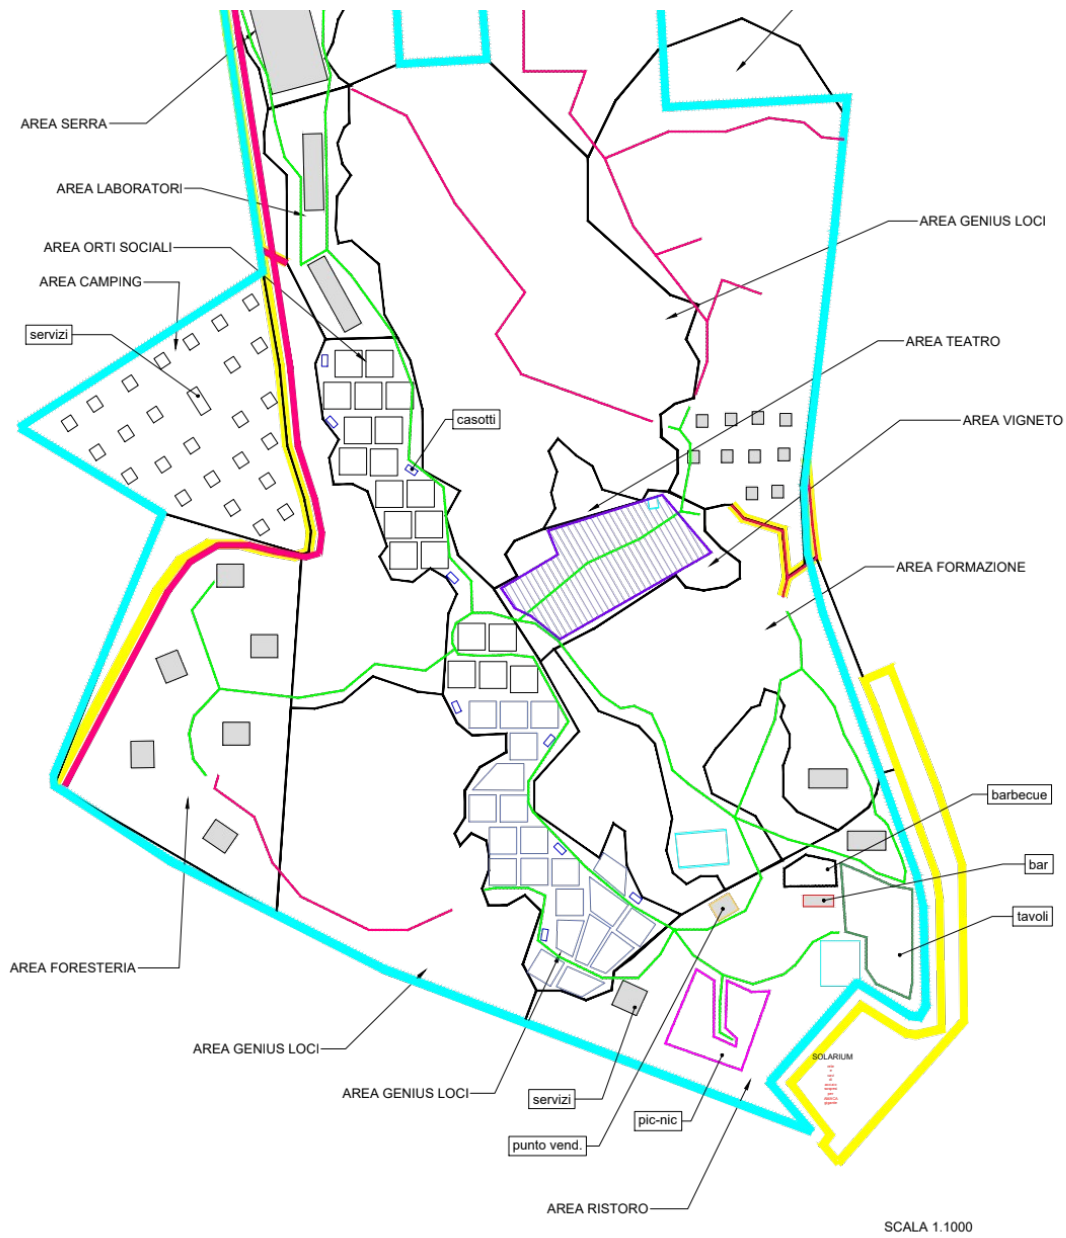 AREA SERRA
AREA LABORATORI
AREA GENIUS LOCI
AREA ORTI SOCIALI
AREA CAMPING
servizi
AREA TEATRO
casotti
AREA VIGNETO
AREA FORMAZIONE
barbecue
bar
tavoli
AREA FORESTERIA
AREA GENIUS LOCI
SOLARIUM
AREA GENIUS LOCI
servizi
pic-nic
punto vend.
AREA RISTORO
SCALA 1.1000